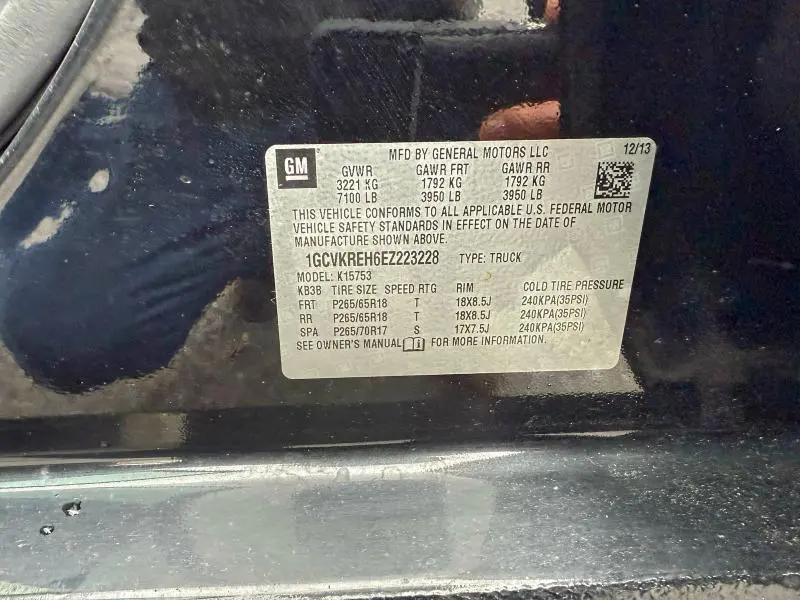 GM
MFD BY GENERAL MOTORS LLC 12/13
GVWR GAWR FRT GAWR RR
3221 KG 1792 KG 1792 KG
7100 LB 3950 LB 3950 LB
THIS VEHICLE CONFORMS TO ALL APPLICABLE U.S. FEDERAL MOTOR
VEHICLE SAFETY STANDARDS IN EFFECT ON THE DATE OF
MANUFACTURE SHOWN ABOVE.
1GCVKREH6EZ223228 TYPE: TRUCK
MODEL: K15753
KB3B TIRE SIZE SPEED RTG RIM COLD TIRE PRESSURE
FRT P265/65R18 T 18X8.5J 240KPA(35PSI)
RR P265/65R18 T 18X8.5J 240KPA(35PSI)
SPA P265/70R17 S 17X7.5J 240KPA(35PSI)
SEE OWNER'S MANUAL FOR MORE INFORMATION.